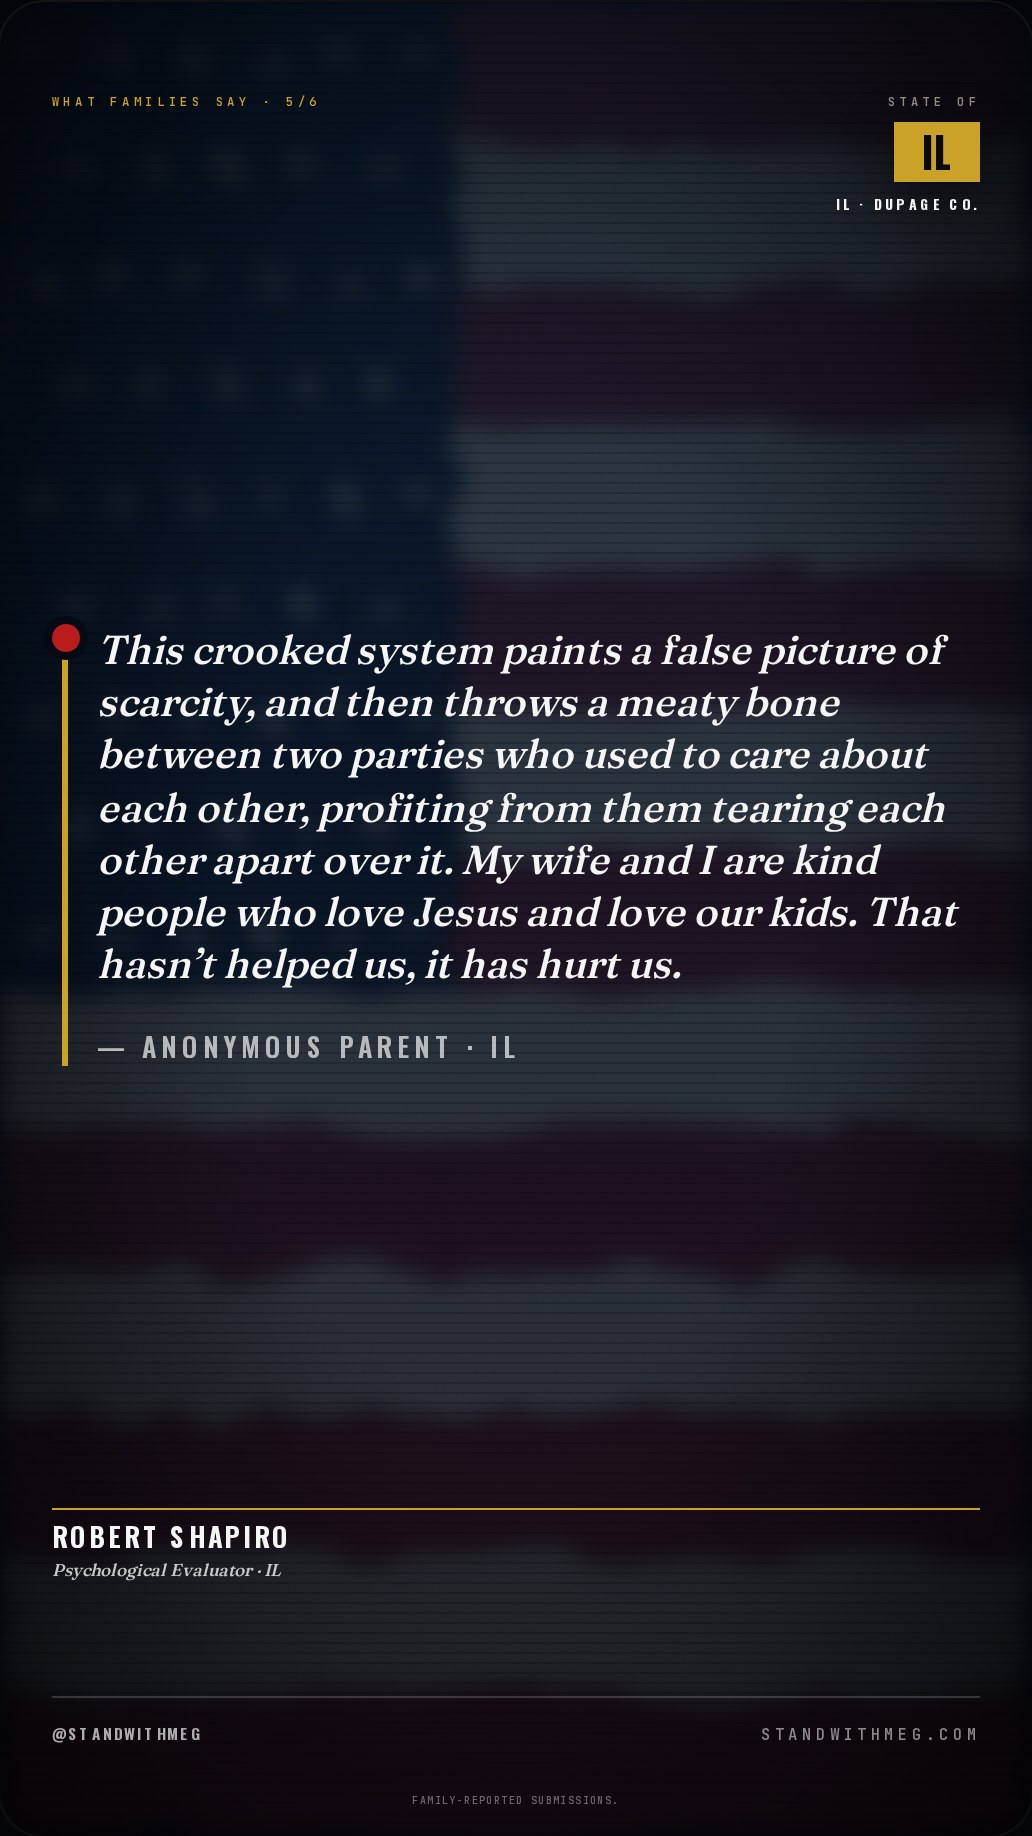 WHAT FAMILIES SAY · 5/6
STATE OF
IL
IL · DUPAGE CO.
This crooked system paints a false picture of
scarcity, and then throws a meaty bone
between two parties who used to care about
each other, profiting from them tearing each
other apart over it. My wife and I are kind
people who love Jesus and love our kids. That
hasn’t helped us, it has hurt us.
— ANONYMOUS PARENT · IL
ROBERT SHAPIRO
Psychological Evaluator · IL
@STANDWITHMEG
STANDWITHMEG.COM
FAMILY-REPORTED SUBMISSIONS.